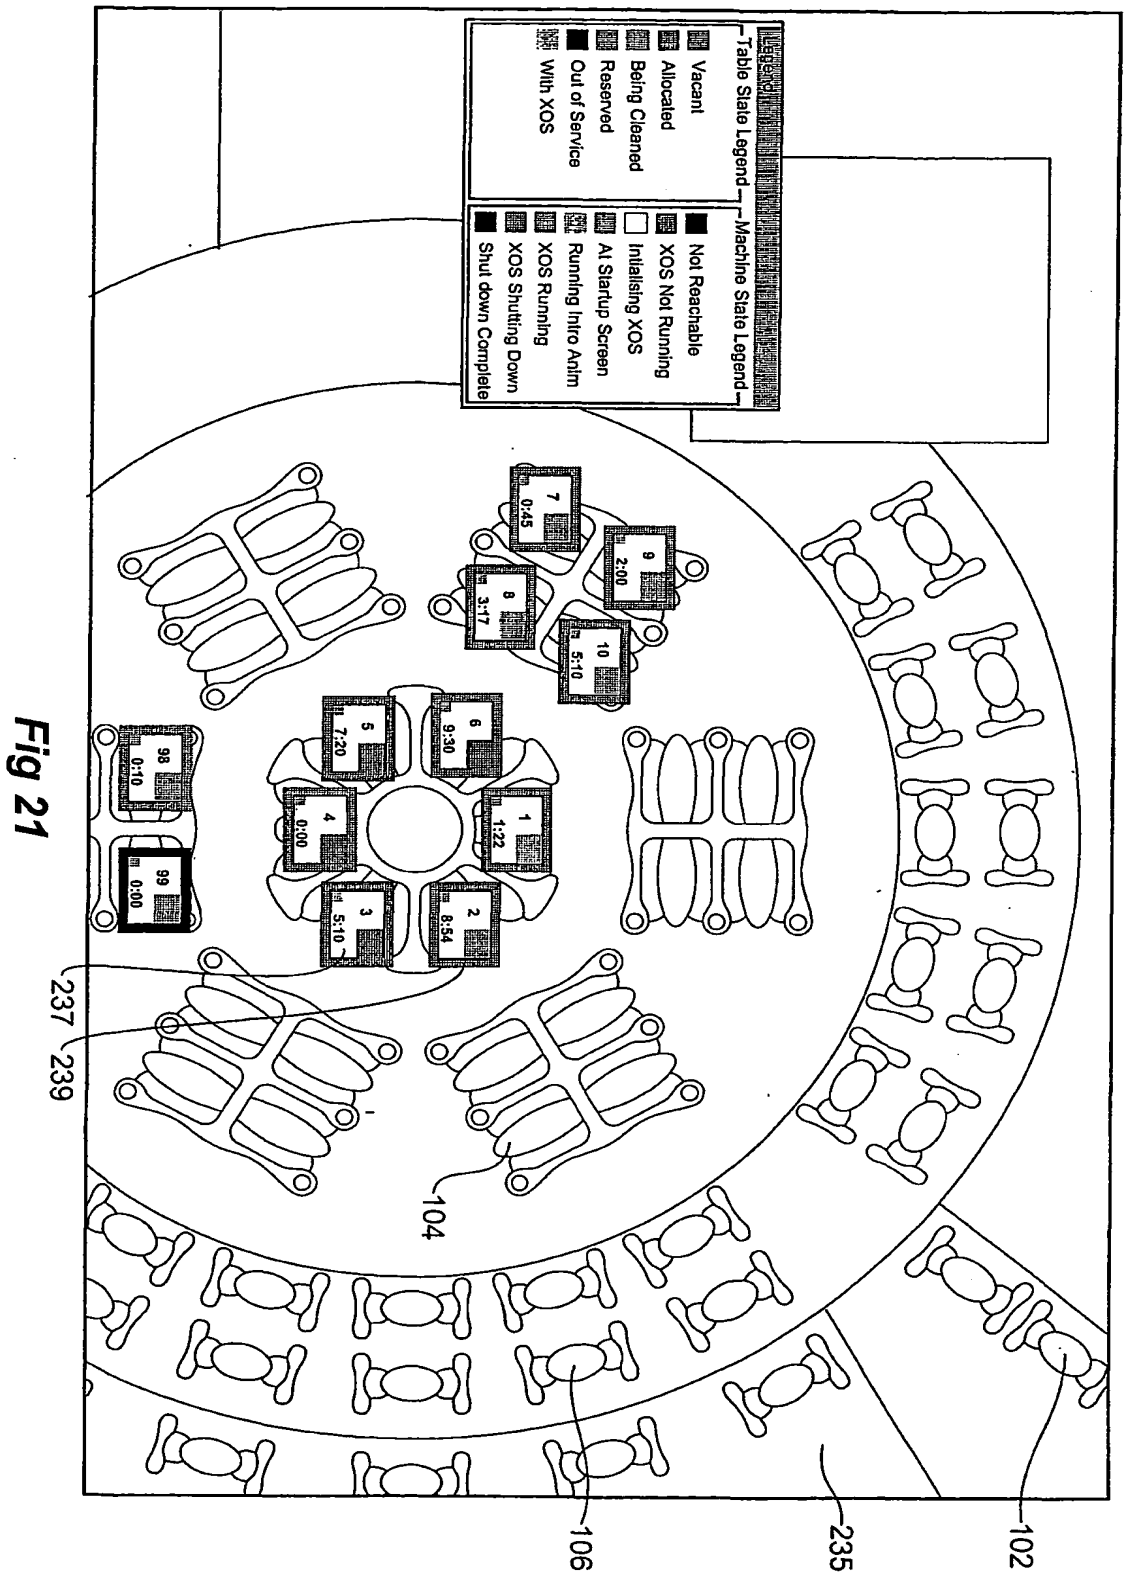 Legend
Table State Legend
Vacant
Allocated
Being Cleaned
Reserved
Out of Service
With XOS
Machine State Legend
Not Reachable
XOS Not Running
Intialising XOS
At Startup Screen
Running Intro Anim
XOS Running
XOS Shutting Down
Shut down Complete
9
2:00
7
0:45
10
5:10
8
3:17
1
1:22
6
9:30
2
8:54
5
7:20
3
5:10
4
0:00
98
0:10
99
0:00
102
235
106
104
239
237
Fig 21